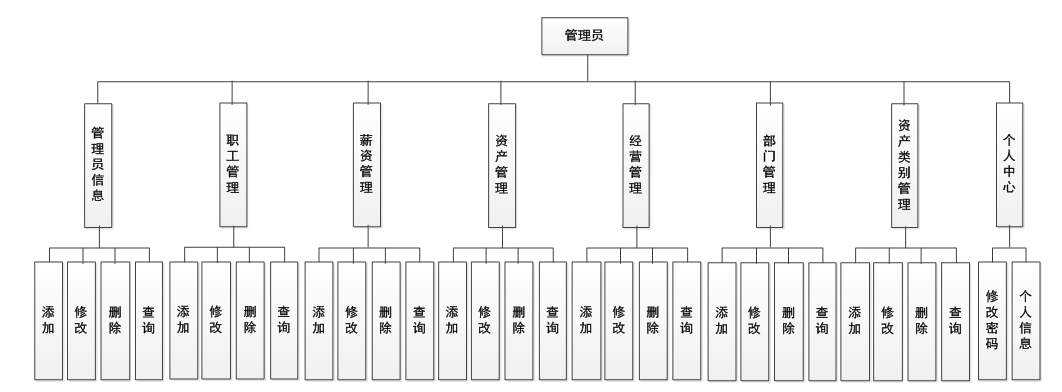 管理员
管理员信息
职工管理
薪资管理
资产管理
经营管理
部门管理
资产类别管理
个人中心
添加
修改
删除
查询
添加
修改
删除
查询
添加
修改
删除
查询
添加
修改
删除
查询
添加
修改
删除
查询
添加
修改
删除
查询
添加
修改
删除
查询
修改密码
个人信息